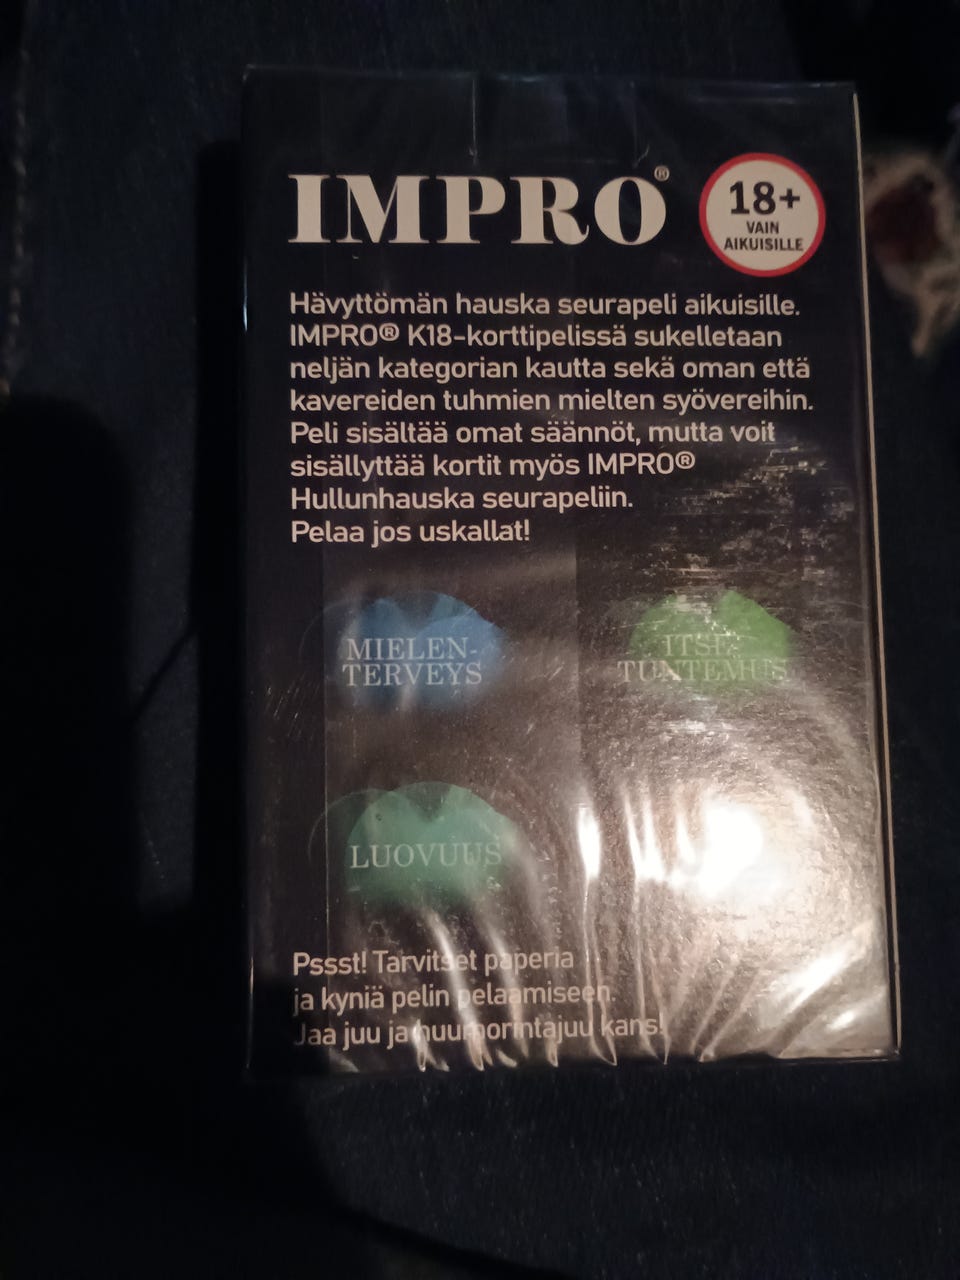 IMPRO®
18+
VAIN
AIKUISILLE
Hävyttömän hauska seurapeli aikuisille.
IMPRO® K18-korttipelissä sukelletaan
neljän kategorian kautta sekä oman että
kavereiden tuhmien mielten syövereihin.
Peli sisältää omat säännöt, mutta voit
sisällyttää kortit myös IMPRO®
Hullunhauska seurapeliin.
Pelaa jos uskallat!
MIELEN-
TERVEYS
ITSE-
TUNTEMUS
LUOVUUS
Pssst! Tarvitset paperia
ja kyniä pelin pelaamiseen.
Jaa juu ja huumorintajuu kans!